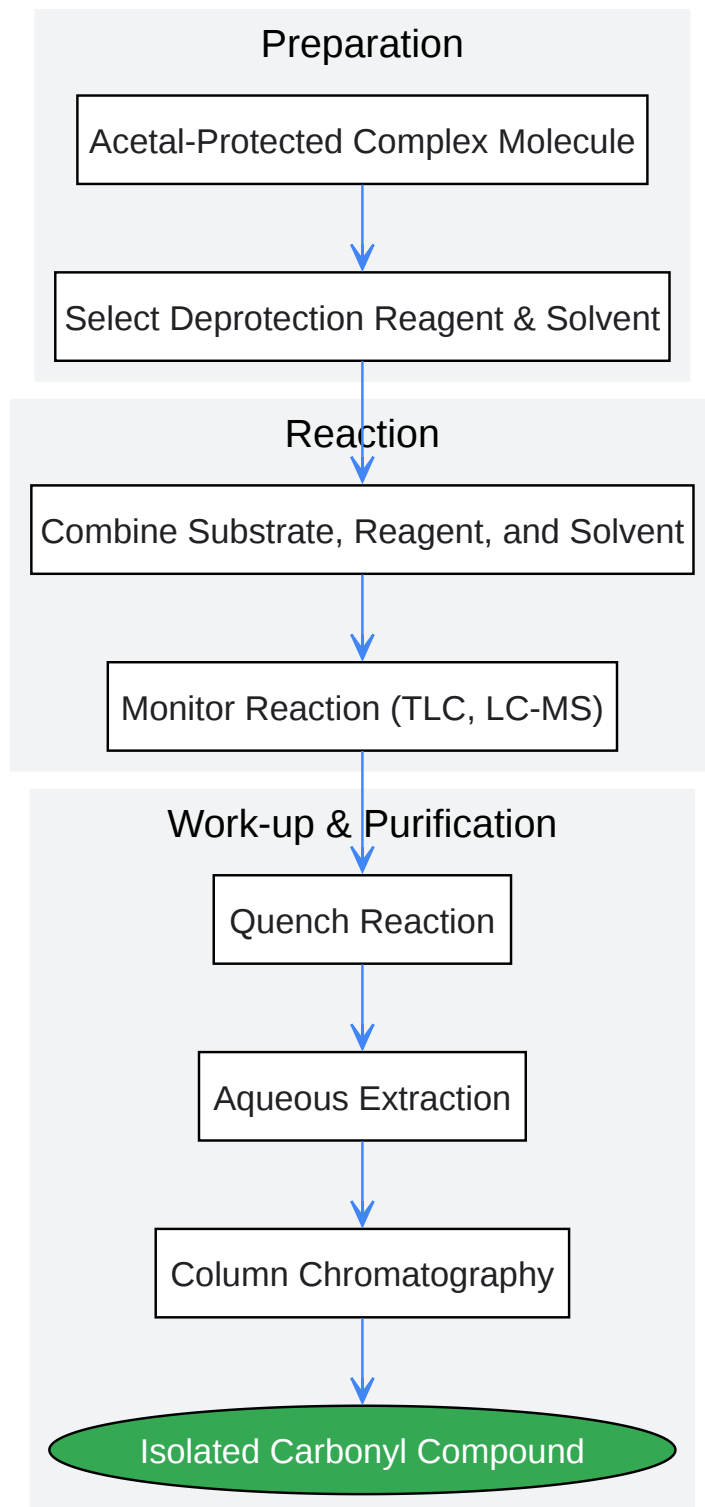 Preparation
Acetal-Protected Complex Molecule
Select Deprotection Reagent & Solvent
Reaction
Combine Substrate, Reagent, and Solvent
Monitor Reaction (TLC, LC-MS)
Work-up & Purification
Quench Reaction
Aqueous Extraction
Column Chromatography
Isolated Carbonyl Compound